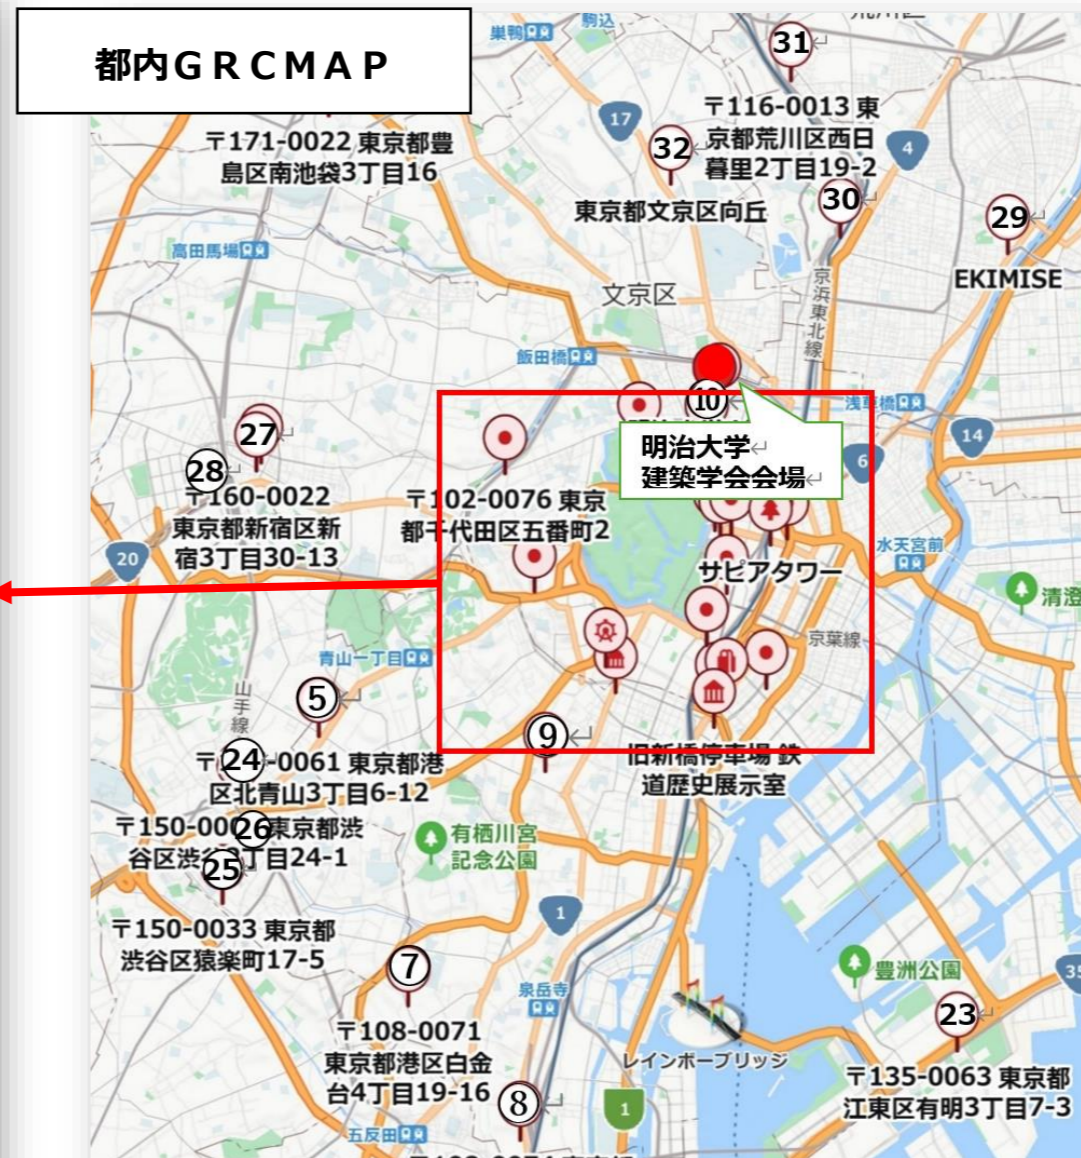 都内ＧＲＣＭＡＰ
巣鴨
駒込
31
17
〒116-0013 東
京都荒川区西日
暮里2丁目19-2
〒171-0022 東京都豊
島区南池袋3丁目16
32
4
30
東京都文京区向丘
29
EKIMISE
高田馬場
文京区
京浜東北線
飯田橋
10
浅草橋
明治大学
建築学会会場
14
6
27
28
〒160-0022
東京都新宿区新
宿3丁目30-13
〒102-0076 東京
都千代田区五番町2
20
水天宮前
サピアタワー
清澄
京葉線
青山一丁目
山手線
5
9
旧新橋停車場 鉄
道歴史展示室
24
-0061 東京都港
区北青山3丁目6-12
〒150-00
26
東京都渋
谷区渋谷
丁目24-1
25
有栖川宮
記念公園
〒150-0033 東京都
渋谷区猿楽町17-5
1
7
泉岳寺
豊洲公園
35
23
〒108-0071
東京都港区白金
台4丁目19-16
レインボーブリッジ
〒135-0063 東京都
江東区有明3丁目7-3
8
1
五反田